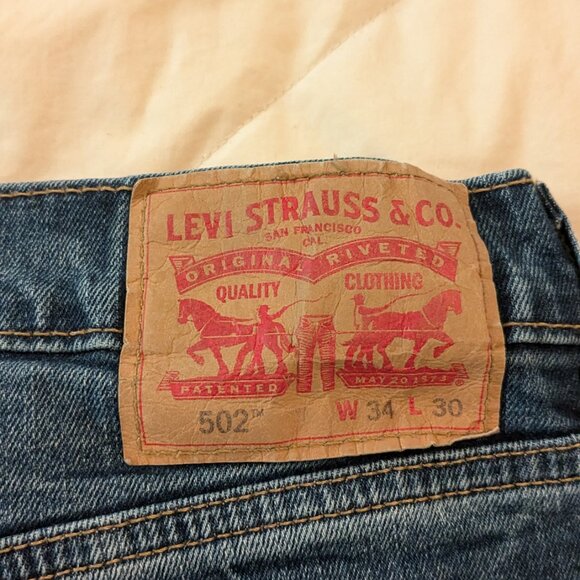 LEVI STRAUSS & CO.
SAN FRANCISCO
CAL.
ORIGINAL RIVETED
QUALITY CLOTHING
PATENTED MAY 20 1873
502™ W 34 L 30